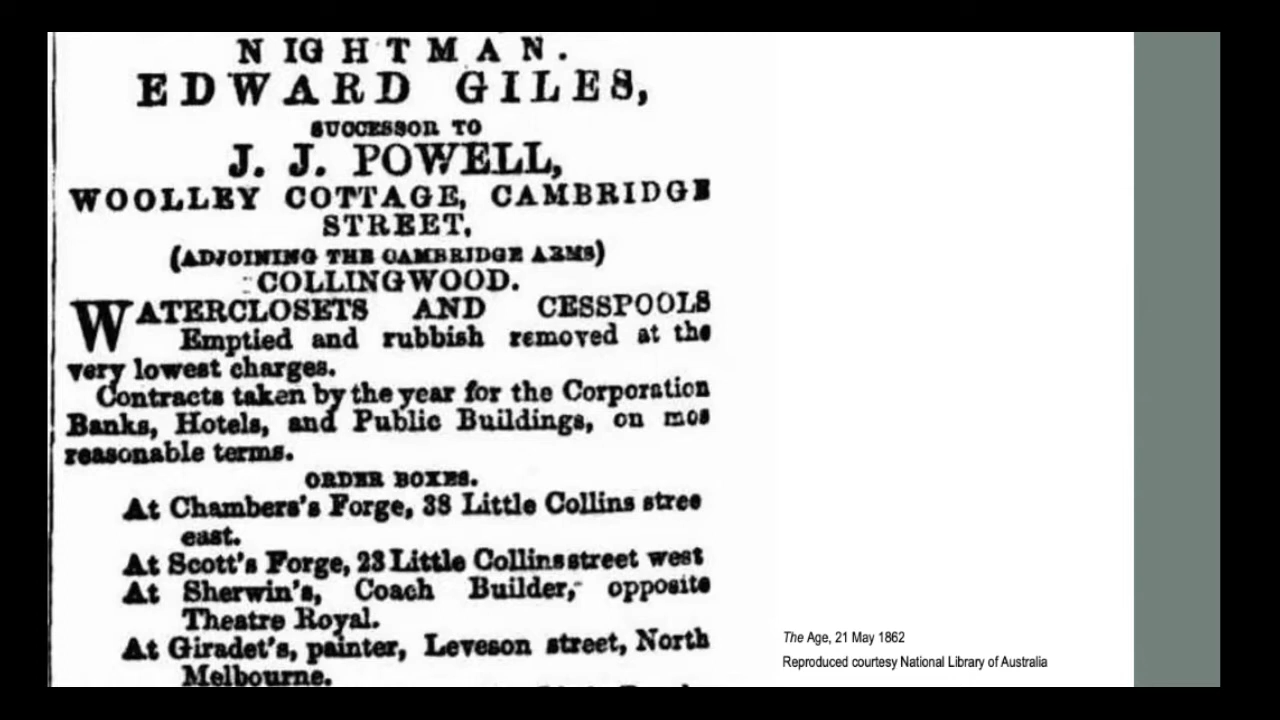 NIGHTMAN.
EDWARD GILES,
SUCCESSOR TO
J. J. POWELL,
WOOLLEY COTTAGE, CAMBRIDGE
STREET,
(ADJOINING THE CAMBRIDGE ARMS)
COLLINGWOOD.
WATERCLOSETS AND CESSPOOLS
Emptied and rubbish removed at the
very lowest charges.
Contracts taken by the year for the Corporation
Banks, Hotels, and Public Buildings, on mos
reasonable terms.
ORDER BOXES.
At Chambers's Forge, 38 Little Collins stree
east.
At Scott's Forge, 23 Little Collins street west
At Sherwin's, Coach Builder, opposite
Theatre Royal.
At Giradet's, painter, Leveson street, North
Melbourne.
The Age, 21 May 1862
Reproduced courtesy National Library of Australia